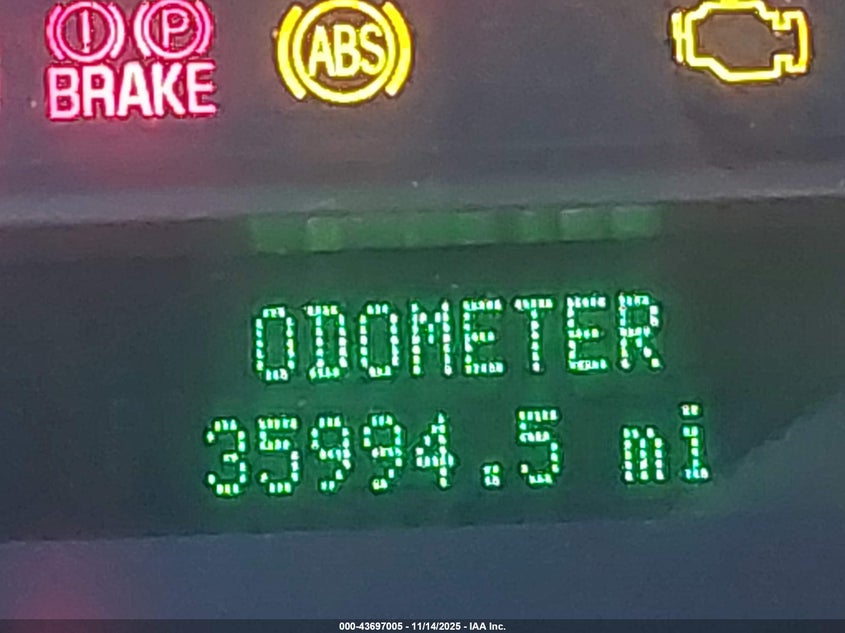 (!) (P) ABS
BRAKE
ODOMETER
35994.5 mi
000-43697005 - 11/14/2025 - IAA Inc.